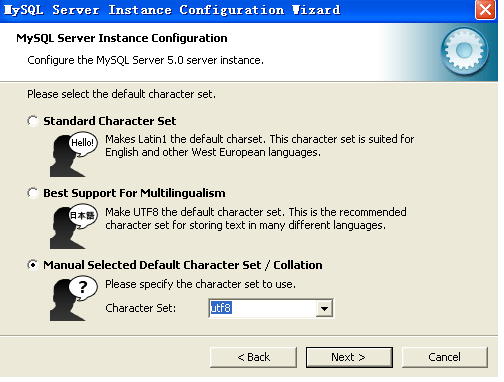 MySQL Server Instance Configuration Wizard
MySQL Server Instance Configuration
Configure the MySQL Server 5.0 server instance.
Please select the default character set.
Standard Character Set
Hello!
Makes Latin1 the default charset. This character set is suited for
English and other West European languages.
Best Support For Multilingualism
日本語
Make UTF8 the default character set. This is the recommended
character set for storing text in many different languages.
Manual Selected Default Character Set / Collation
?
Please specify the character set to use.
Character Set: utf8
< Back Next > Cancel